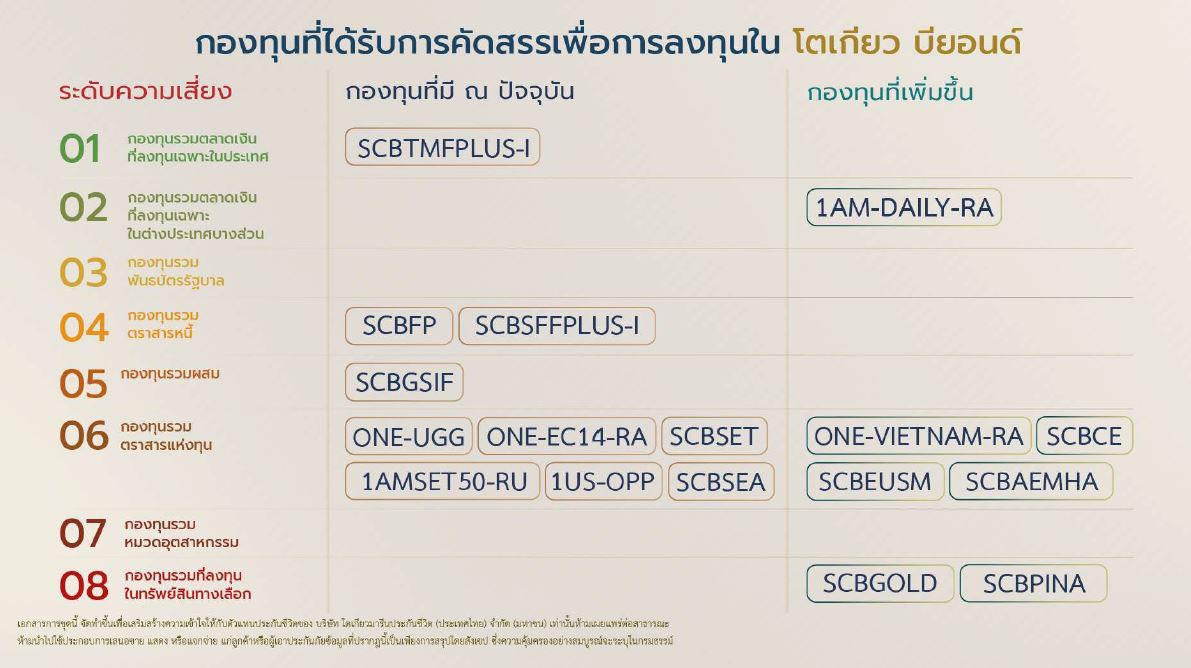 กองทุนที่ได้รับการคัดสรรเพื่อการลงทุนใน โตเกียว บียอนด์
ระดับความเสี่ยง กองทุนที่มี ณ ปัจจุบัน กองทุนที่เพิ่มขึ้น
01 กองทุนรวมตลาดเงิน
ที่ลงทุนเฉพาะในประเทศ
SCBTMFPLUS-I
02 กองทุนรวมตลาดเงิน
ที่ลงทุนเฉพาะ
ในต่างประเทศบางส่วน
1AM-DAILY-RA
03 กองทุนรวม
พันธบัตรรัฐบาล
04 กองทุนรวม
ตราสารหนี้
SCBFP SCBSFFPLUS-I
05 กองทุนรวมผสม
SCBGSIF
06 กองทุนรวม
ตราสารแห่งทุน
ONE-UGG ONE-EC14-RA SCBSET ONE-VIETNAM-RA SCBCE
1AMSET50-RU 1US-OPP SCBSEA SCBEUSM SCBAEMHA
07 กองทุนรวม
หมวดอุตสาหกรรม
08 กองทุนรวมที่ลงทุน
ในทรัพย์สินทางเลือก
SCBGOLD SCBPINA
เอกสารการชุดนี้ จัดทำขึ้นเพื่อเสริมสร้างความเข้าใจให้กับตัวแทนประกันชีวิตของ บริษัท โตเกียวมารีนประกันชีวิต (ประเทศไทย) จำกัด (มหาชน) เท่านั้นห้ามเผยแพร่ต่อสาธารณะ
ห้ามนำไปใช้ประกอบการเสนอขาย แสดง หรือแจกจ่าย แก่ลูกค้าหรือผู้เอาประกันภัยข้อมูลที่ปรากฏนี้เป็นเพียงการสรุปโดยสังเขป ซึ่งความคุ้มครองอย่างสมบูรณ์จะระบุในกรมธรรม์